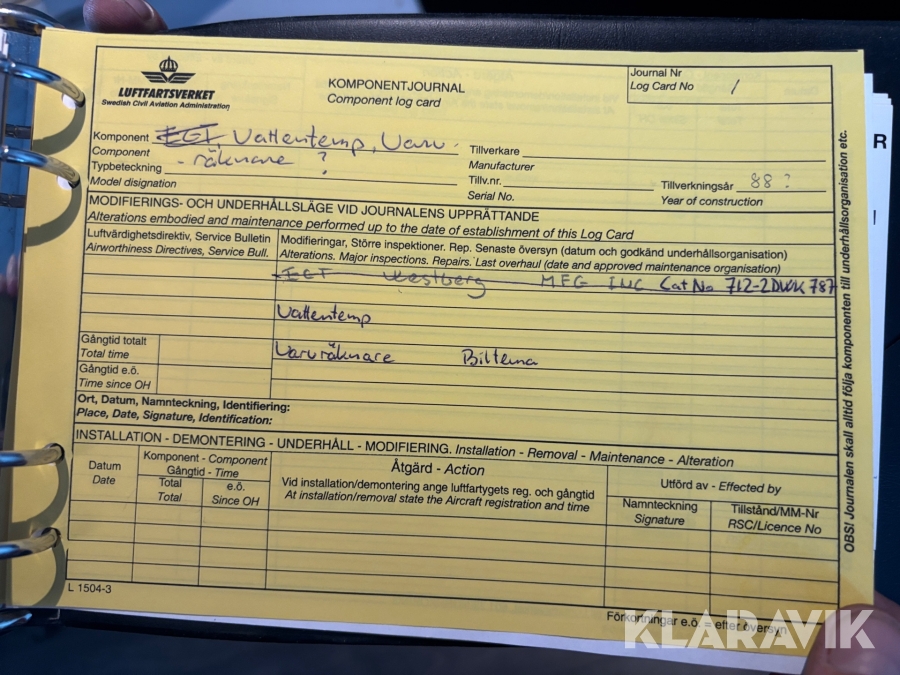 LUFTFARTSVERKET
Swedish Civil Aviation Administration
KOMPONENTJOURNAL
Component log card
Journal Nr
Log Card No 1
Komponent EGT, Vattentemp, Varv-
Component räknare ?
Typbeteckning
Model disignation
Tillverkare
Manufacturer
Tillv.nr.
Serial No.
Tillverkningsår 88?
Year of construction
MODIFIERINGS- OCH UNDERHÅLLSLÄGE VID JOURNALENS UPPRÄTTANDE
Alterations embodied and maintenance performed up to the date of establishment of this Log Card
Luftvärdighetsdirektiv, Service Bulletin
Airworthiness Directives, Service Bull.
Modifieringar, Större inspektioner. Rep. Senaste översyn (datum och godkänd underhållsorganisation)
Alterations. Major inspections. Repairs. Last overhaul (date and approved maintenance organisation)
EGT Westberg MFG INC Cat No 712-2DWK 787
Vattentemp
Varvräknare Biltema
Gångtid totalt
Total time
Gångtid e.ö.
Time since OH
Ort, Datum, Namnteckning, Identifiering:
Place, Date, Signature, Identification:
INSTALLATION - DEMONTERING - UNDERHÅLL - MODIFIERING. Installation - Removal - Maintenance - Alteration
Datum
Date
Komponent - Component
Gångtid - Time
Total
Total
e.ö.
Since OH
Åtgärd - Action
Vid installation/demontering ange luftfartygets reg. och gångtid
At installation/removal state the Aircraft registration and time
Utförd av - Effected by
Namnteckning
Signature
Tillstånd/MM-Nr
RSC/Licence No
L 1504-3
Förkortningar e.ö. = efter översyn
OBS! Journalen skall alltid följa komponenten till underhållsorganisation etc.
R
KLARAVIK